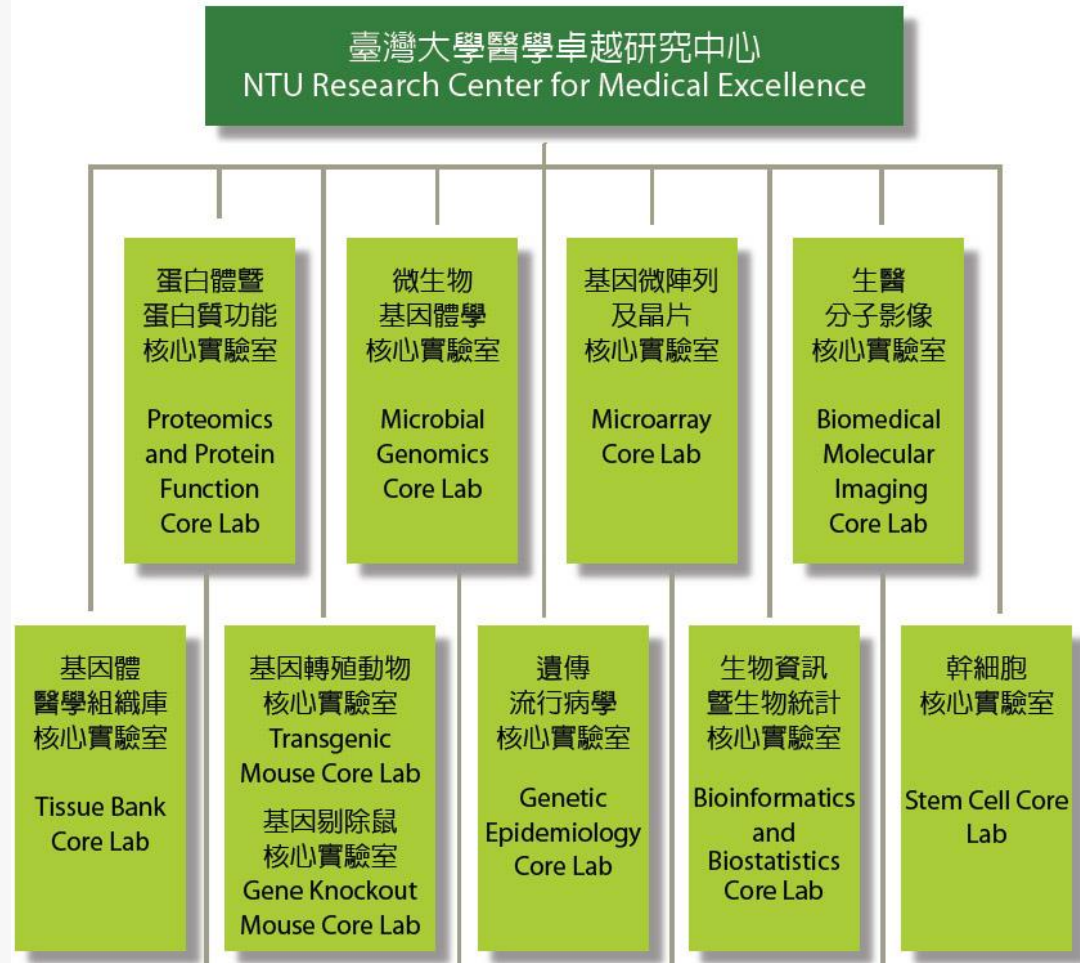 臺灣大學醫學卓越研究中心
NTU Research Center for Medical Excellence
蛋白體暨
蛋白質功能
核心實驗室
Proteomics
and Protein
Function
Core Lab
微生物
基因體學
核心實驗室
Microbial
Genomics
Core Lab
基因微陣列
及晶片
核心實驗室
Microarray
Core Lab
生醫
分子影像
核心實驗室
Biomedical
Molecular
Imaging
Core Lab
基因體
醫學組織庫
核心實驗室
Tissue Bank
Core Lab
基因轉殖動物
核心實驗室
Transgenic
Mouse Core Lab
基因剔除鼠
核心實驗室
Gene Knockout
Mouse Core Lab
遺傳
流行病學
核心實驗室
Genetic
Epidemiology
Core Lab
生物資訊
暨生物統計
核心實驗室
Bioinformatics
and
Biostatistics
Core Lab
幹細胞
核心實驗室
Stem Cell Core
Lab